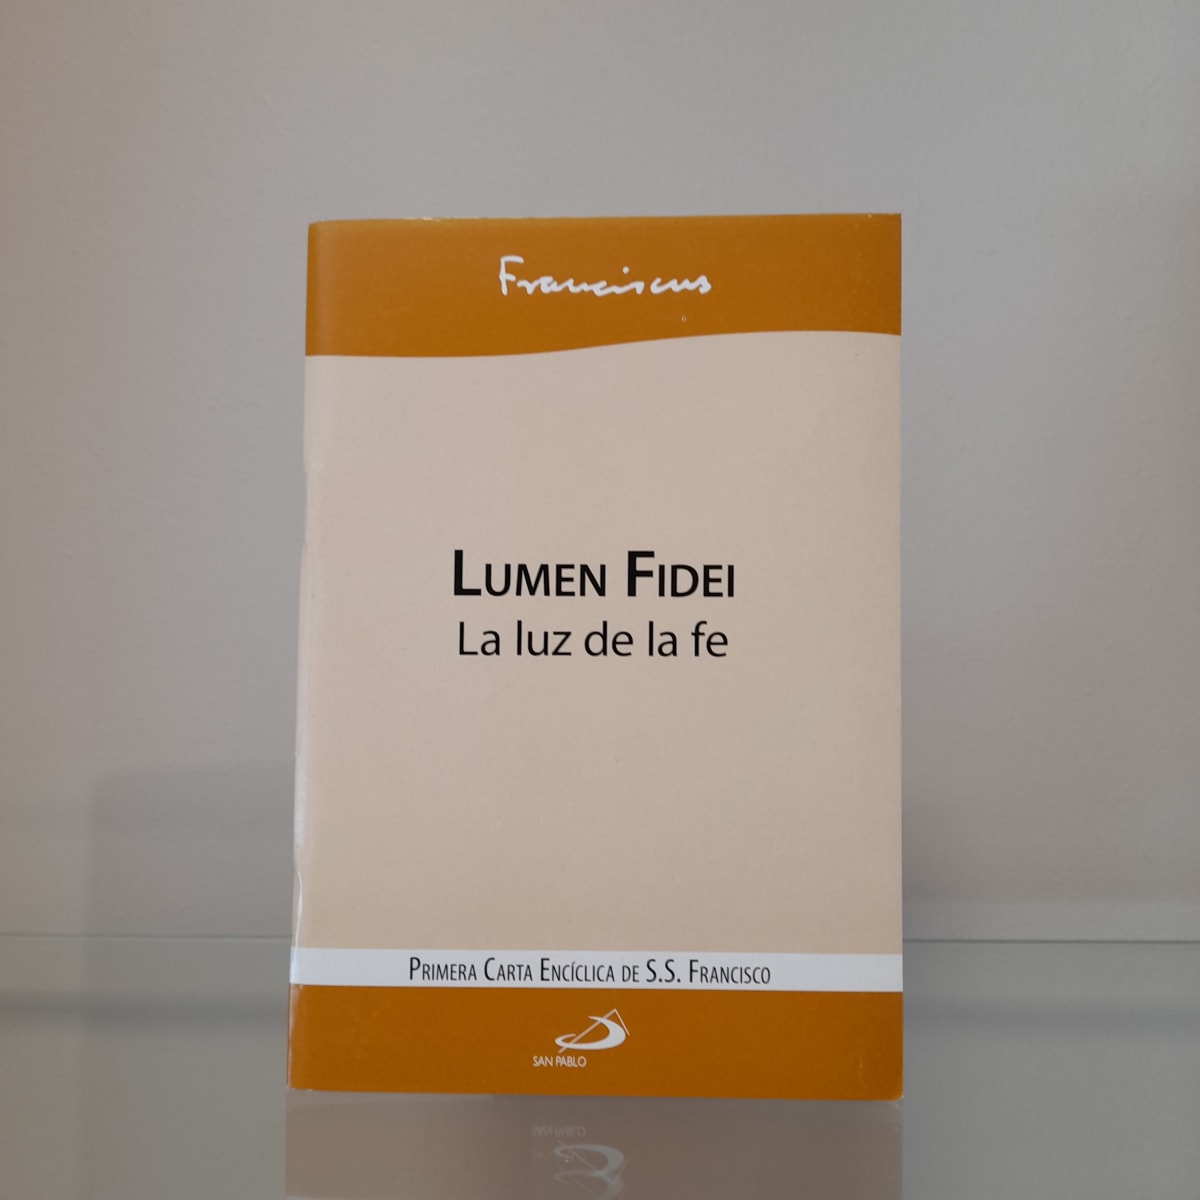 Franciscus
LUMEN FIDEI
La luz de la fe
PRIMERA CARTA ENCÍCLICA DE S.S. FRANCISCO
SAN PABLO